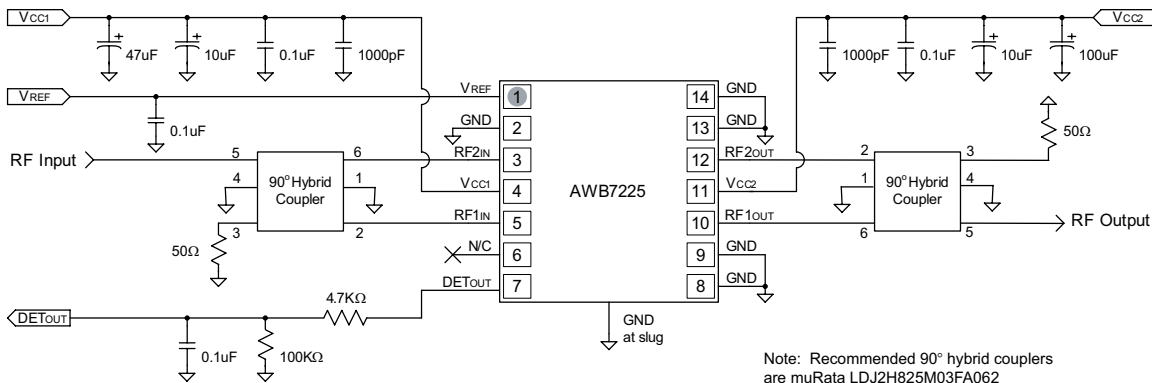 VCC1
VCC2
47uF
10uF
0.1uF
1000pF
1000pF
0.1uF
10uF
100uF
VREF
VREF
0.1uF
1
GND
2
RF Input
5
6
RF2IN
3
4
90° Hybrid
Coupler
1
VCC1
4
3
2
RF1IN
5
50Ω
N/C
6
DETOUT
7
AWB7225
14
GND
13
GND
12
RF2OUT
11
VCC2
10
RF1OUT
9
GND
8
GND
50Ω
2
3
1
90° Hybrid
Coupler
4
6
5
RF Output
4.7KΩ
DETOUT
0.1uF
100KΩ
GND
at slug
Note: Recommended 90° hybrid couplers
are muRata LDJ2H825M03FA062